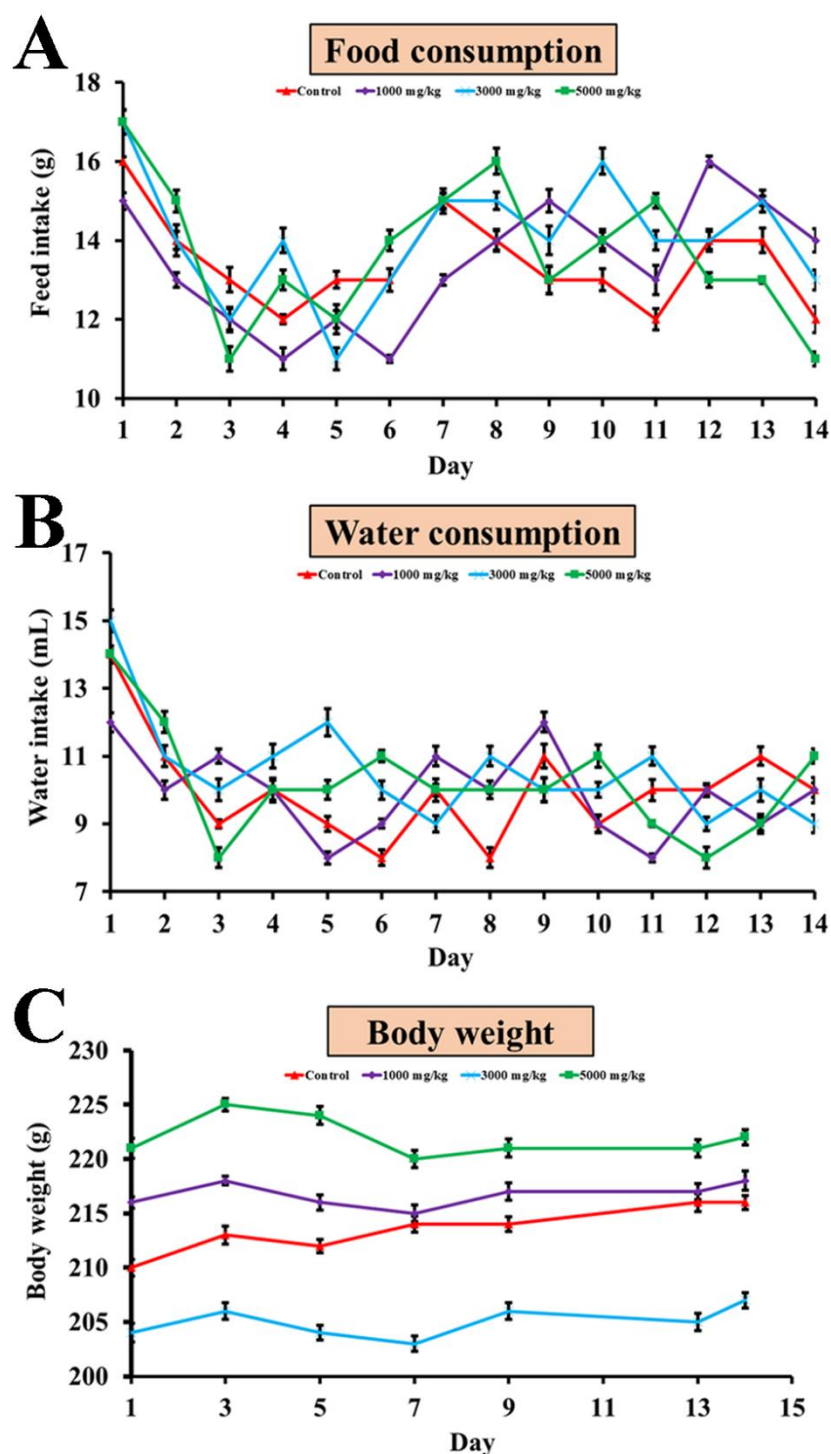 A
Food consumption
Control 1000 mg/kg 3000 mg/kg 5000 mg/kg
18
16
14
12
10
Feed intake (g)
1 2 3 4 5 6 7 8 9 10 11 12 13 14
Day
B
Water consumption
Control 1000 mg/kg 3000 mg/kg 5000 mg/kg
17
15
13
11
9
7
Water intake (mL)
1 2 3 4 5 6 7 8 9 10 11 12 13 14
Day
C
Body weight
Control 1000 mg/kg 3000 mg/kg 5000 mg/kg
230
225
220
215
210
205
200
Body weight (g)
1 3 5 7 9 11 13 15
Day